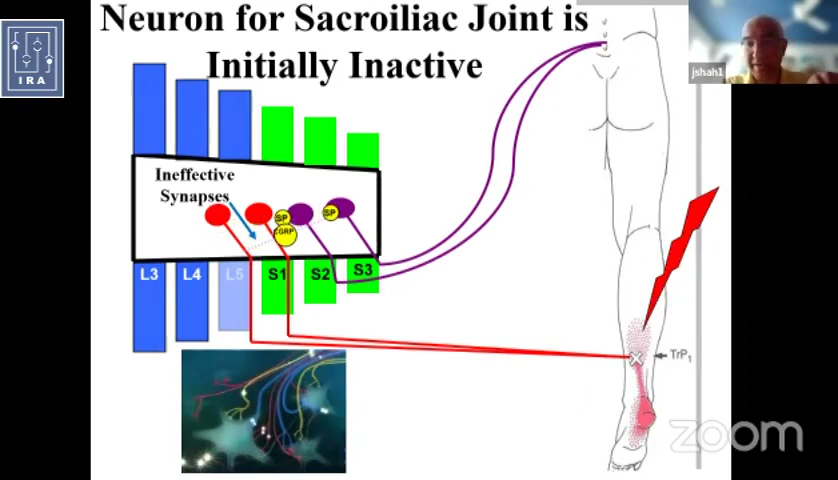 Neuron for Sacroiliac Joint is
Initially Inactive
IRA
jshah1
Ineffective
Synapses
SP
SP
CGRP
L3
L4
L5
S1
S2
S3
TrP1
zoom